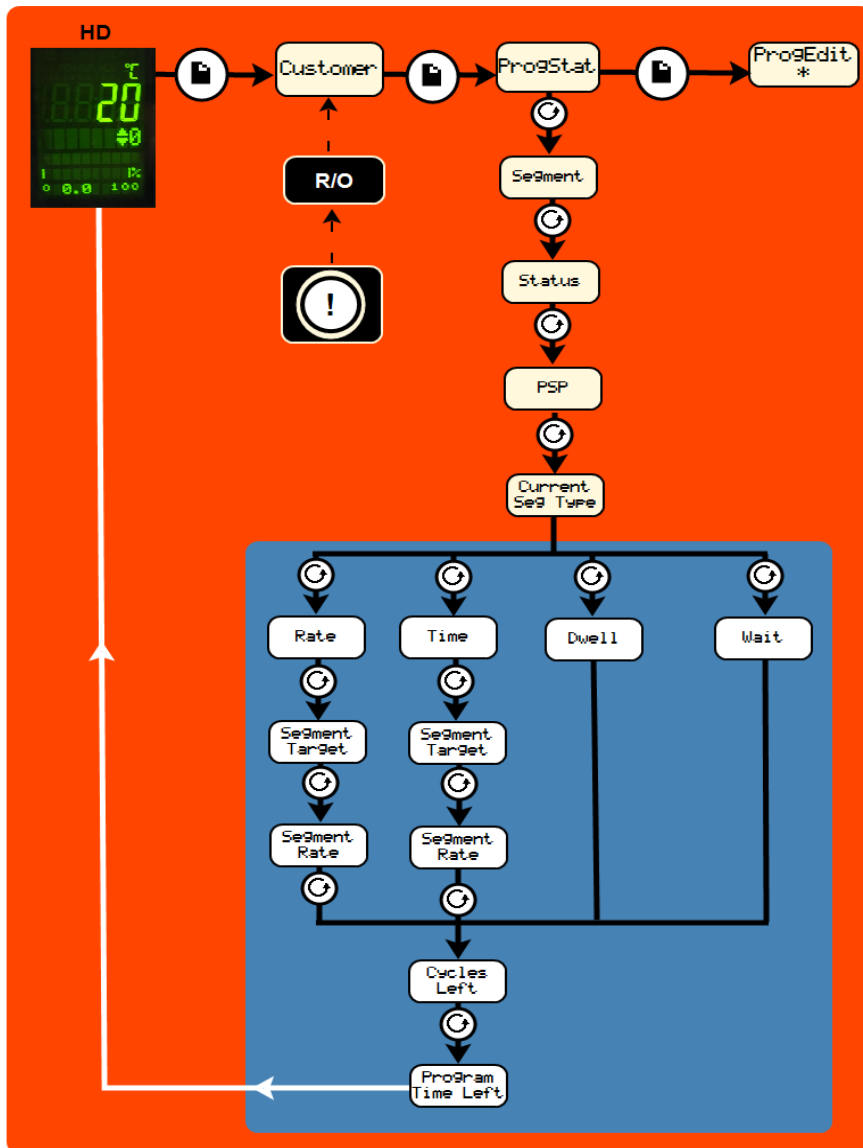 HD
℃
20
0
1%
0 0.0 100
Customer
ProgStat
ProgEdit
*
R/O
!
Segment
Status
PSP
Current
Seg Type
Rate
Time
Dwell
Wait
Segment
Target
Segment
Target
Segment
Rate
Segment
Rate
Cycles
Left
Program
Time Left